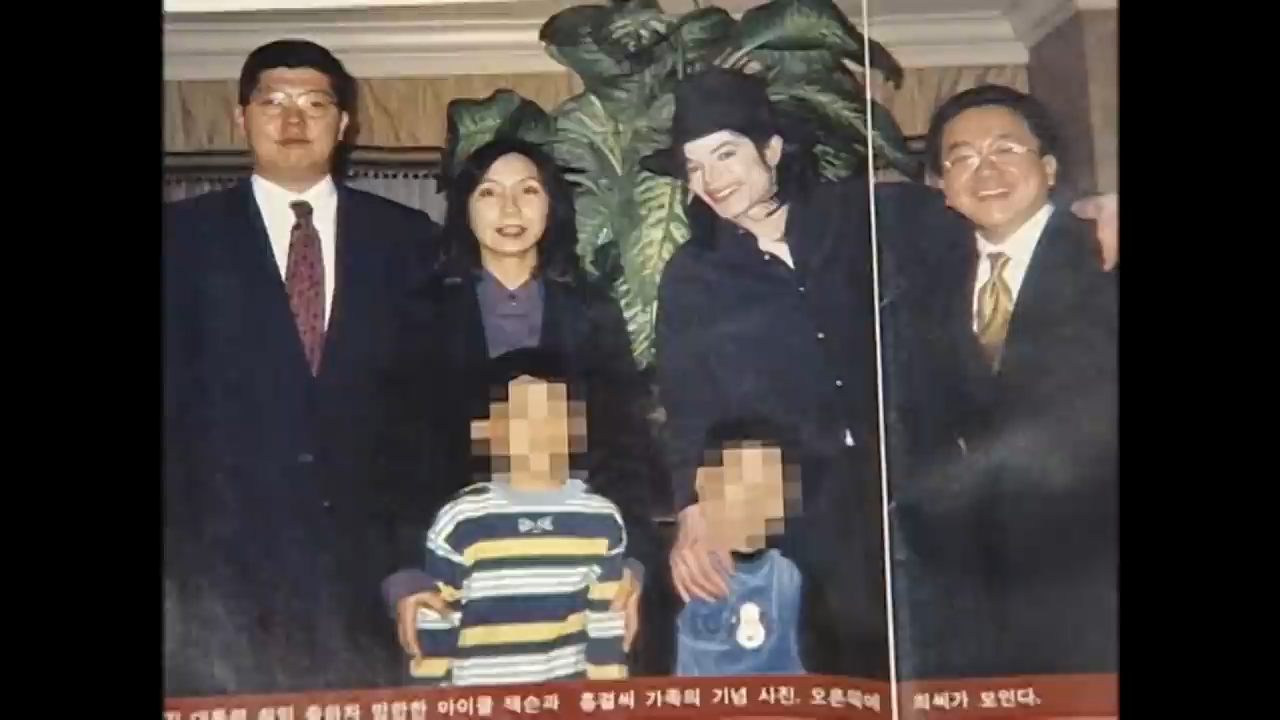 대통령 취임 축하차 방한한 마이클 잭슨과 홍걸씨 가족의 기념 사진. 오른쪽에 희씨가 보인다.